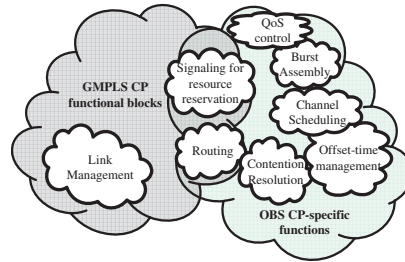 QoS
control
Burst
Assembly
Signaling for
resource
reservation
GMPLS CP
functional blocks
Channel
Scheduling
Routing
Offset-time
management
Link
Management
Contention
Resolution
OBS CP-specific
functions